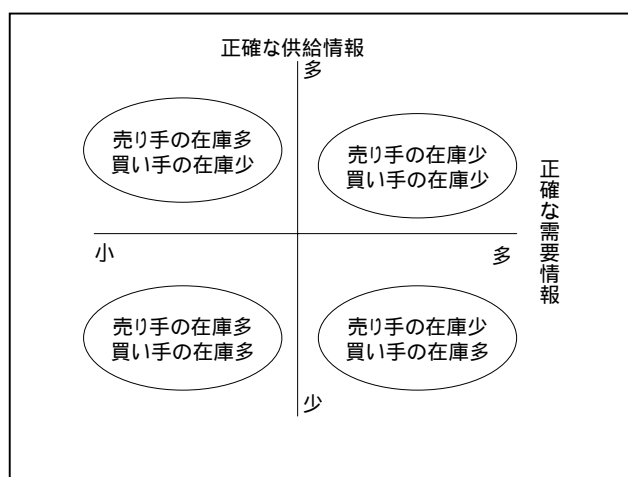 正確な供給情報
多
売り手の在庫多
買い手の在庫少
売り手の在庫少
買い手の在庫少
正確な需要情報
小
多
売り手の在庫多
買い手の在庫多
売り手の在庫少
買い手の在庫多
少